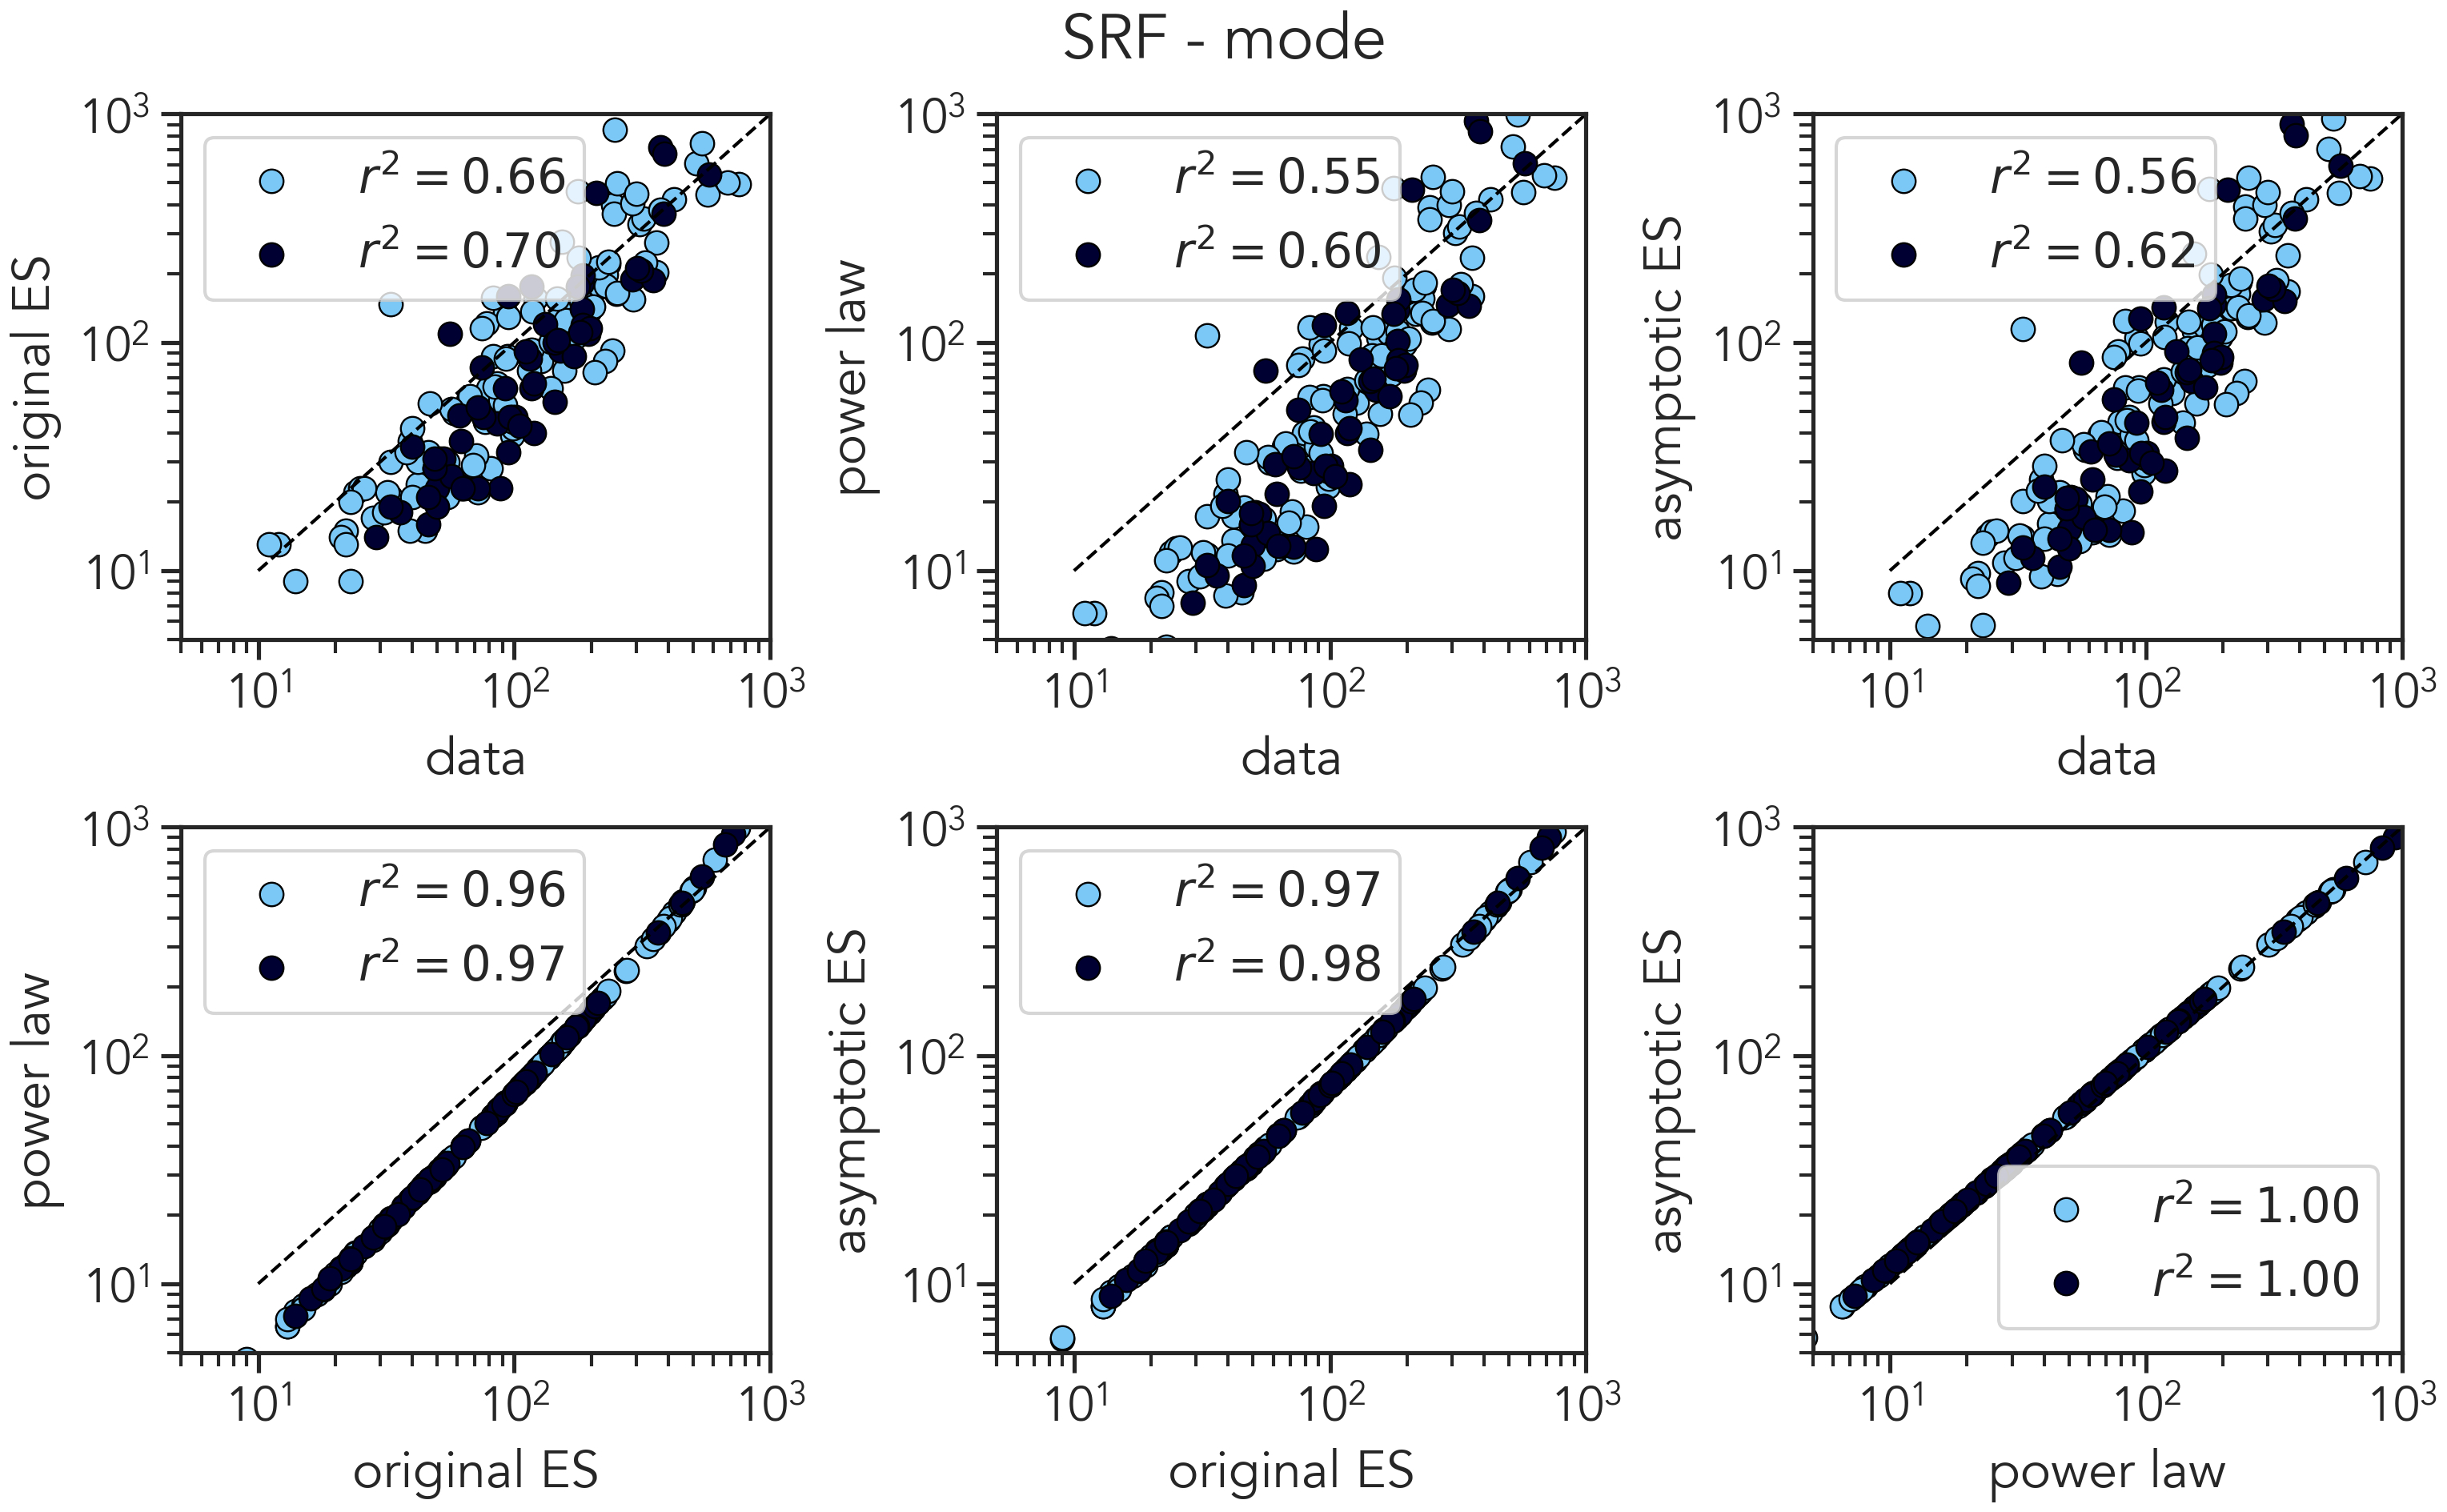 SRF - mode
original ES
10³
10²
10¹
r² = 0.66
r² = 0.70
10¹ 10² 10³
data
power law
10³
10²
10¹
r² = 0.55
r² = 0.60
10¹ 10² 10³
data
asymptotic ES
10³
10²
10¹
r² = 0.56
r² = 0.62
10¹ 10² 10³
data
power law
10³
10²
10¹
r² = 0.96
r² = 0.97
10¹ 10² 10³
original ES
asymptotic ES
10³
10²
10¹
r² = 0.97
r² = 0.98
10¹ 10² 10³
original ES
asymptotic ES
10³
10²
10¹
r² = 1.00
r² = 1.00
10¹ 10² 10³
power law